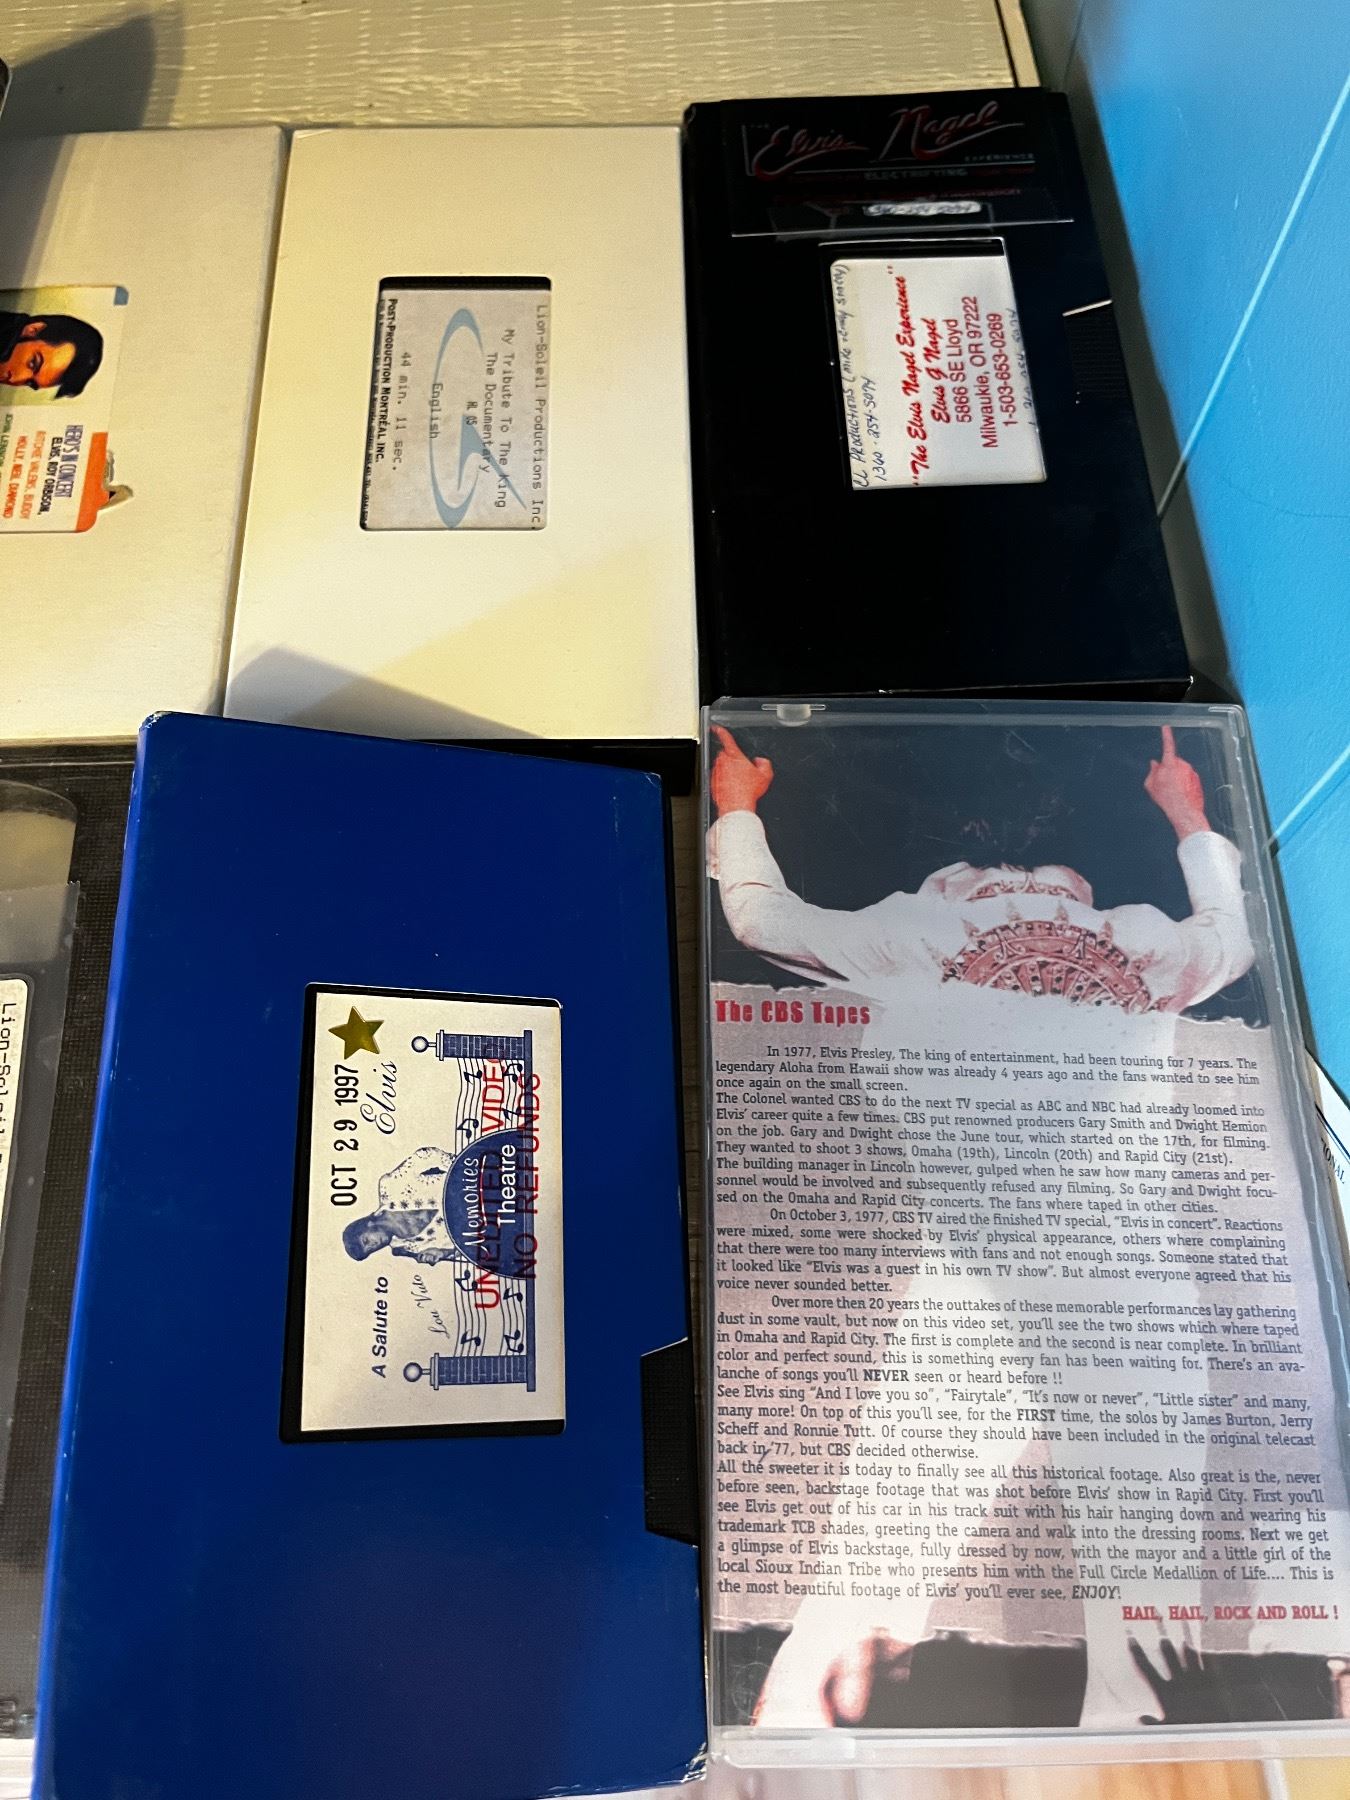 HERO'S IN CONCERT
ELVIS, ROY ORBISON,
RITCHIE VALENS, BUDDY
HOLLY, NEIL DIAMOND
JOHN LENNON
Lion-Soleil Productions Inc.
My Tribute To The King
The Documentary
English
44 min. 11 sec.
POST-PRODUCTION MONTRÉAL INC.
Elvis Nagel
EXPERIENCE
ELECTRIFYING
1360-254-5074
"The Elvis Nagel Experience"
Elvis G Nagel
5866 SE Lloyd
Milwaukie, OR 97222
1-503-653-0269
OCT 29 1997
A Salute to
Elvis
Lou Vuto
Memories
Theatre
UNEDITED VIDEO
NO REFUNDS
Lion-Soleil
The CBS Tapes
In 1977, Elvis Presley, The king of entertainment, had been touring for 7 years. The
legendary Aloha from Hawaii show was already 4 years ago and the fans wanted to see him
once again on the small screen.
The Colonel wanted CBS to do the next TV special as ABC and NBC had already loomed into
Elvis' career quite a few times. CBS put renowned producers Gary Smith and Dwight Hemion
on the job. Gary and Dwight chose the June tour, which started on the 17th, for filming.
They wanted to shoot 3 shows, Omaha (19th), Lincoln (20th) and Rapid City (21st).
The building manager in Lincoln however, gulped when he saw how many cameras and per-
sonnel would be involved and subsequently refused any filming. So Gary and Dwight focu-
sed on the Omaha and Rapid City concerts. The fans where taped in other cities.
On October 3, 1977, CBS TV aired the finished TV special, "Elvis in concert". Reactions
were mixed, some were shocked by Elvis' physical appearance, others where complaining
that there were too many interviews with fans and not enough songs. Someone stated that
it looked like "Elvis was a guest in his own TV show". But almost everyone agreed that his
voice never sounded better.
Over more then 20 years the outtakes of these memorable performances lay gathering
dust in some vault, but now on this video set, you'll see the two shows which where taped
in Omaha and Rapid City. The first is complete and the second is near complete. In brilliant
color and perfect sound, this is something every fan has been waiting for. There's an ava-
lanche of songs you'll NEVER seen or heard before !!
See Elvis sing "And I love you so", "Fairytale", "It's now or never", "Little sister" and many,
many more! On top of this you'll see, for the FIRST time, the solos by James Burton, Jerry
Scheff and Ronnie Tutt. Of course they should have been included in the original telecast
back in '77, but CBS decided otherwise.
All the sweeter it is today to finally see all this historical footage. Also great is the, never
before seen, backstage footage that was shot before Elvis' show in Rapid City. First you'll
see Elvis get out of his car in his track suit with his hair hanging down and wearing his
trademark TCB shades, greeting the camera and walk into the dressing rooms. Next we get
a glimpse of Elvis backstage, fully dressed by now, with the mayor and a little girl of the
local Sioux Indian Tribe who presents him with the Full Circle Medallion of Life.... This is
the most beautiful footage of Elvis' you'll ever see, ENJOY!
HAIL, HAIL, ROCK AND ROLL !